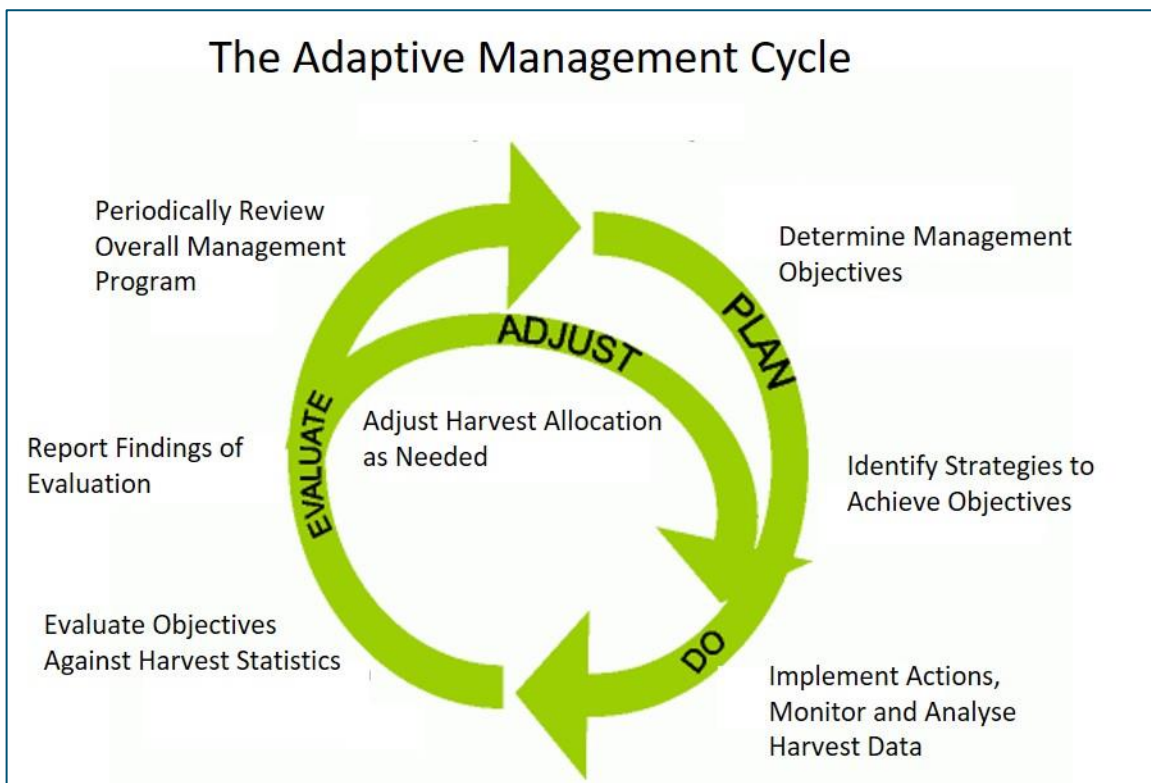 The Adaptive Management Cycle
Periodically Review
Overall Management
Program
Determine Management
Objectives
PLAN
ADJUST
Adjust Harvest Allocation
as Needed
EVALUATE
Report Findings of
Evaluation
Identify Strategies to
Achieve Objectives
Evaluate Objectives
Against Harvest Statistics
DO
Implement Actions,
Monitor and Analyse
Harvest Data